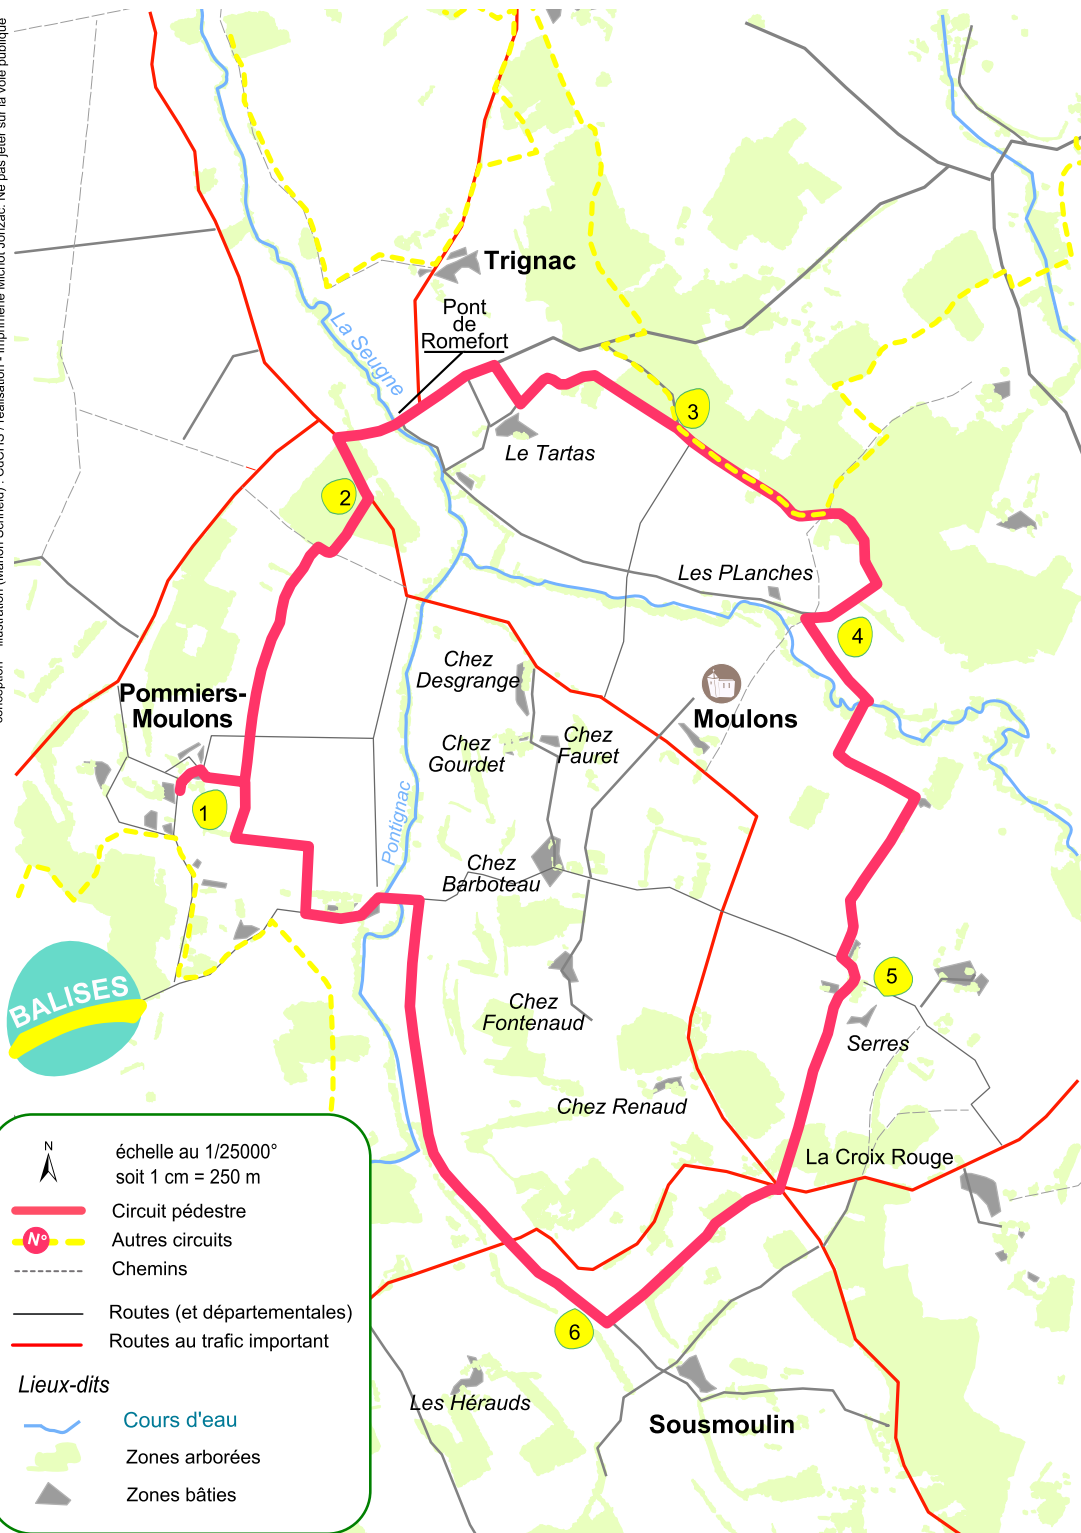 Trignac
Pont
de
Romefort
La Seugne
3
Le Tartas
2
Les PLanches
4
Chez
Desgrange
Pommiers-
Moulons
Moulons
Chez
Fauret
Chez
Gourdet
1
Pontignac
Chez
Barboteau
BALISES
5
Chez
Fontenaud
Serres
Chez Renaud
La Croix Rouge
N
échelle au 1/25000°
soit 1 cm = 250 m
Circuit pédestre
N°
Autres circuits
Chemins
Routes (et départementales)
Routes au trafic important
6
Lieux-dits
Les Hérauds
Cours d'eau
Sousmoulin
Zones arborées
Zones bâties